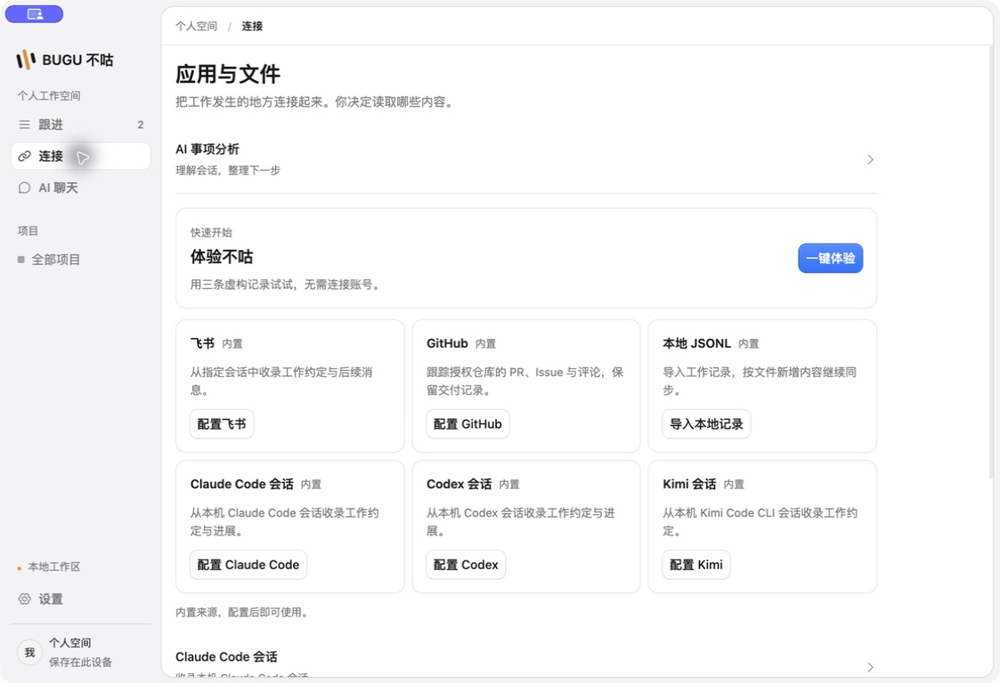 BUGU 不咕
个人工作空间
跟进 2
连接
AI 聊天
项目
全部项目
本地工作区
设置
我
个人空间
保存在此设备
个人空间 / 连接
应用与文件
把工作发生的地方连接起来。你决定读取哪些内容。
AI 事项分析
理解会话，整理下一步
快速开始
体验不咕
用三条虚构记录试试，无需连接账号。
一键体验
飞书 内置
从指定会话中收录工作约定与后续消
息。
配置飞书
GitHub 内置
跟踪授权仓库的 PR、Issue 与评论，保
留交付记录。
配置 GitHub
本地 JSONL 内置
导入工作记录，按文件新增内容继续同
步。
导入本地记录
Claude Code 会话 内置
从本机 Claude Code 会话收录工作约
定与进展。
配置 Claude Code
Codex 会话 内置
从本机 Codex 会话收录工作约定与进
展。
配置 Codex
Kimi 会话 内置
从本机 Kimi Code CLI 会话收录工作约
定。
配置 Kimi
内置来源，配置后即可使用。
Claude Code 会话
收录本机 Claude Code 会话